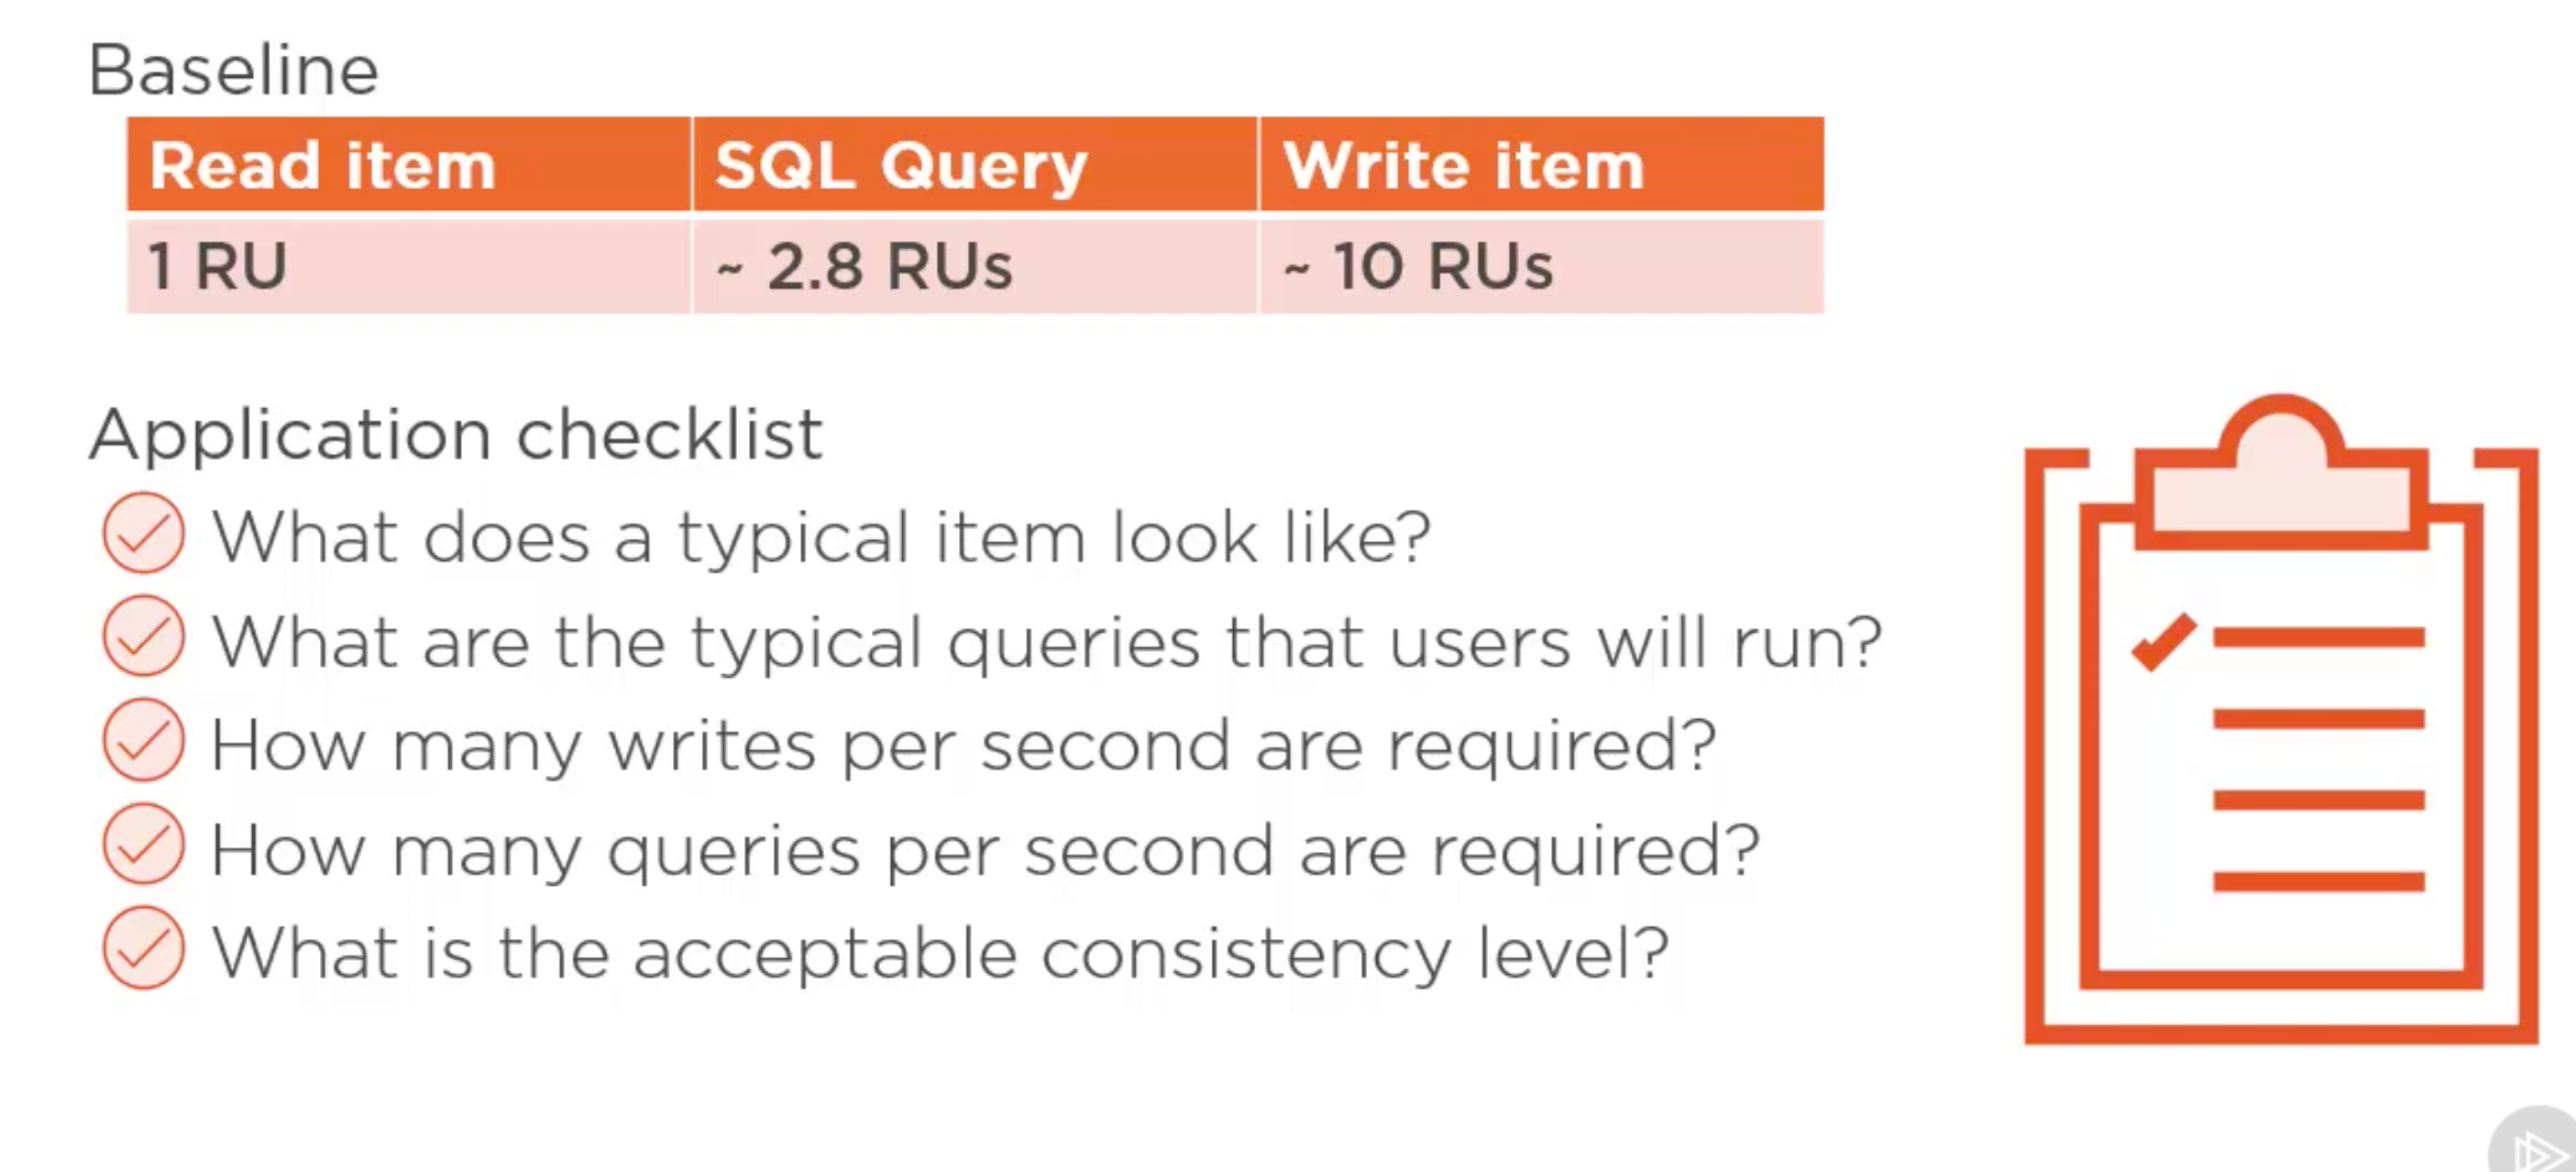 Baseline
Read item SQL Query Write item
1 RU ~ 2.8 RUs ~ 10 RUs
Application checklist
What does a typical item look like?
What are the typical queries that users will run?
How many writes per second are required?
How many queries per second are required?
What is the acceptable consistency level?